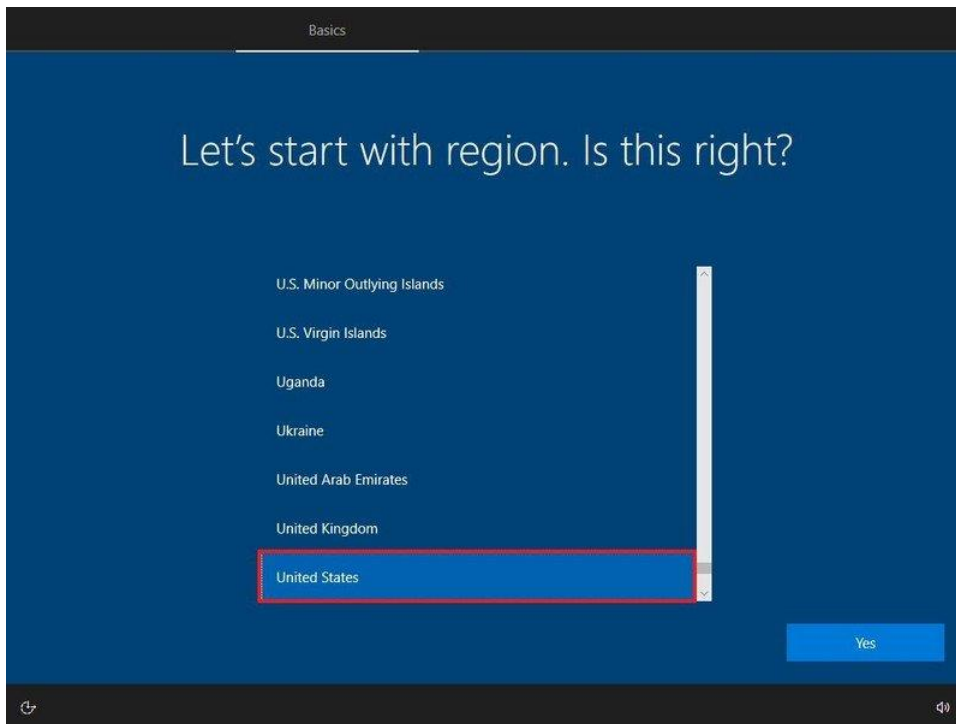 Basics
Let's start with region. Is this right?
U.S. Minor Outlying Islands
U.S. Virgin Islands
Uganda
Ukraine
United Arab Emirates
United Kingdom
United States
Yes